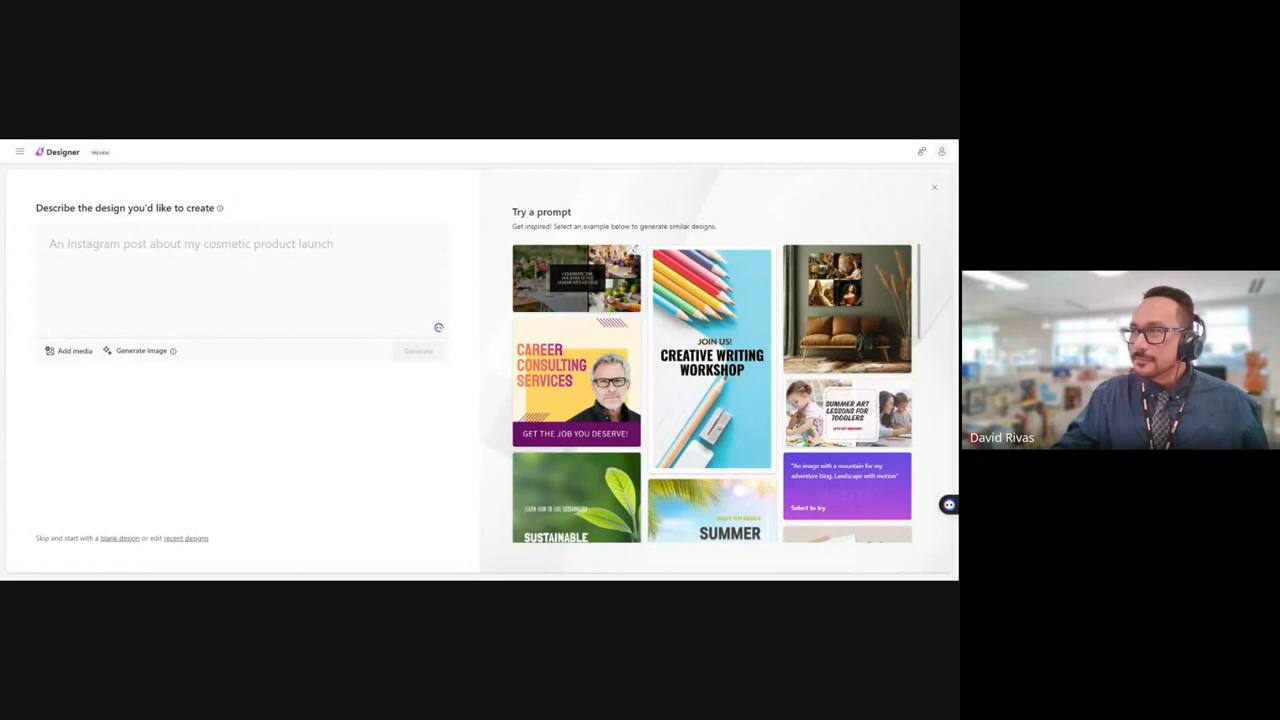 Designer PREVIEW
Describe the design you'd like to create
An Instagram post about my cosmetic product launch
Add media
Generate image
Generate
Skip and start with a blank design or edit recent designs
Try a prompt
Get inspired! Select an example below to generate similar designs.
CAREER
CONSULTING
SERVICES
GET THE JOB YOU DESERVE!
SUSTAINABLE
JOIN US!
CREATIVE WRITING
WORKSHOP
SUMMER
SUMMER ART
LESSONS FOR
TODDLERS
"An image with a mountain for my
adventure blog. Landscape with motion"
Select to try
David Rivas